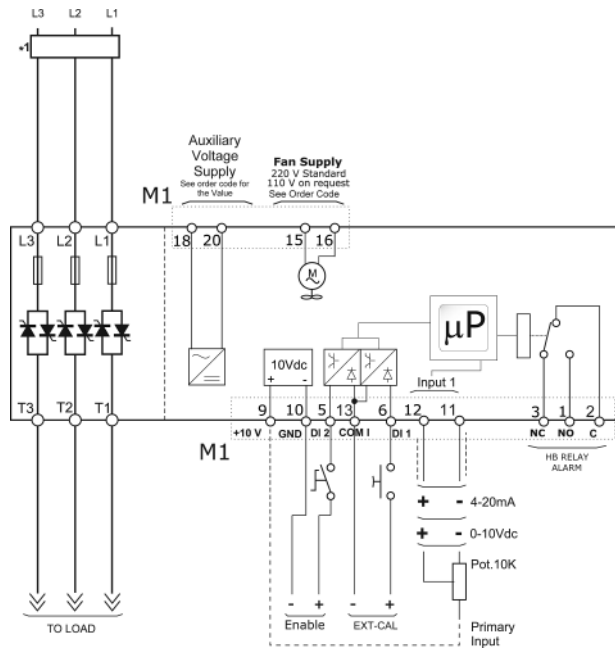 L3 L2 L1
*1
Auxiliary
Voltage
Supply
See order code for
the Value
Fan Supply
220 V Standard
110 V on request
See Order Code
M1
L3 L2 L1
18 20 15 16
M
µP
10Vdc
+ -
Input 1
T3 T2 T1
9 10 5 13 6 12 11 3 1 2
+10 V GND DI 2 COM I DI 1 NC NO C
M1
HB RELAY
ALARM
+ - 4-20mA
+ - 0-10Vdc
Pot.10K
- + - +
Enable EXT-CAL
Primary
Input
TO LOAD